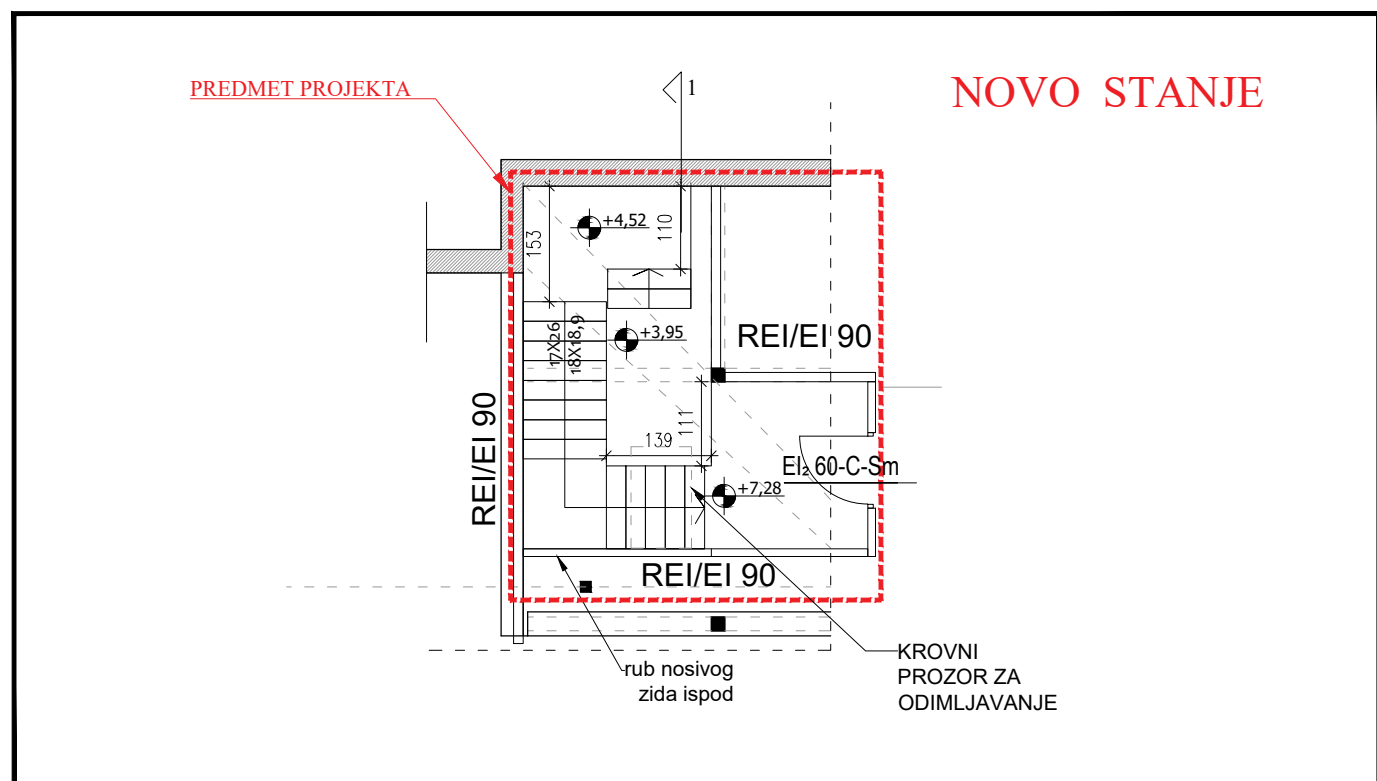 PREDMET PROJEKTA
1
NOVO STANJE
+4,52
110
153
17X26
18X18,9
+3,95
REI/EI 90
REI/EI 90
111
139
EI₂ 60-C-Sm
+7,28
REI/EI 90
rub nosivog
zida ispod
KROVNI
PROZOR ZA
ODIMLJAVANJE